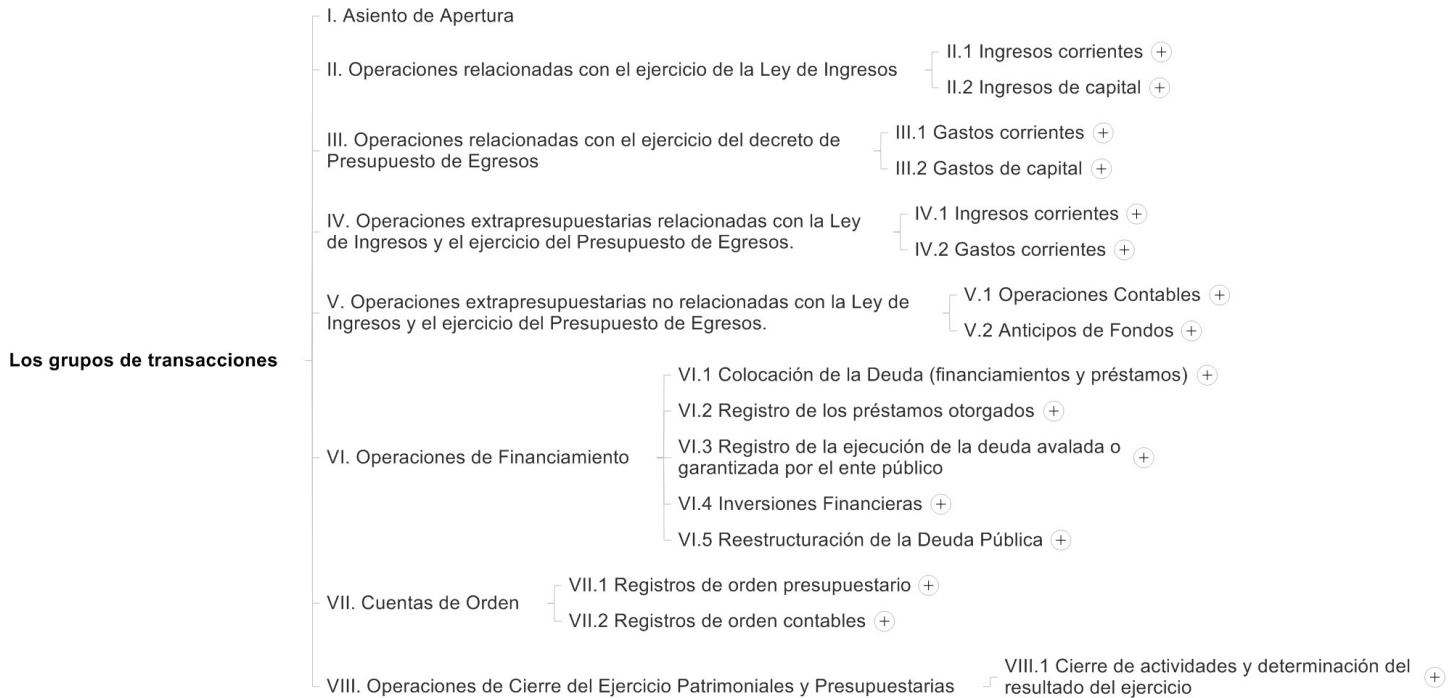 Los grupos de transacciones
I. Asiento de Apertura
II. Operaciones relacionadas con el ejercicio de la Ley de Ingresos
II.1 Ingresos corrientes
II.2 Ingresos de capital
III. Operaciones relacionadas con el ejercicio del decreto de
Presupuesto de Egresos
III.1 Gastos corrientes
III.2 Gastos de capital
IV. Operaciones extrapresupuestarias relacionadas con la Ley
de Ingresos y el ejercicio del Presupuesto de Egresos.
IV.1 Ingresos corrientes
IV.2 Gastos corrientes
V. Operaciones extrapresupuestarias no relacionadas con la Ley de
Ingresos y el ejercicio del Presupuesto de Egresos.
V.1 Operaciones Contables
V.2 Anticipos de Fondos
VI. Operaciones de Financiamiento
VI.1 Colocación de la Deuda (financiamientos y préstamos)
VI.2 Registro de los préstamos otorgados
VI.3 Registro de la ejecución de la deuda avalada o
garantizada por el ente público
VI.4 Inversiones Financieras
VI.5 Reestructuración de la Deuda Pública
VII. Cuentas de Orden
VII.1 Registros de orden presupuestario
VII.2 Registros de orden contables
VIII. Operaciones de Cierre del Ejercicio Patrimoniales y Presupuestarias
VIII.1 Cierre de actividades y determinación del
resultado del ejercicio